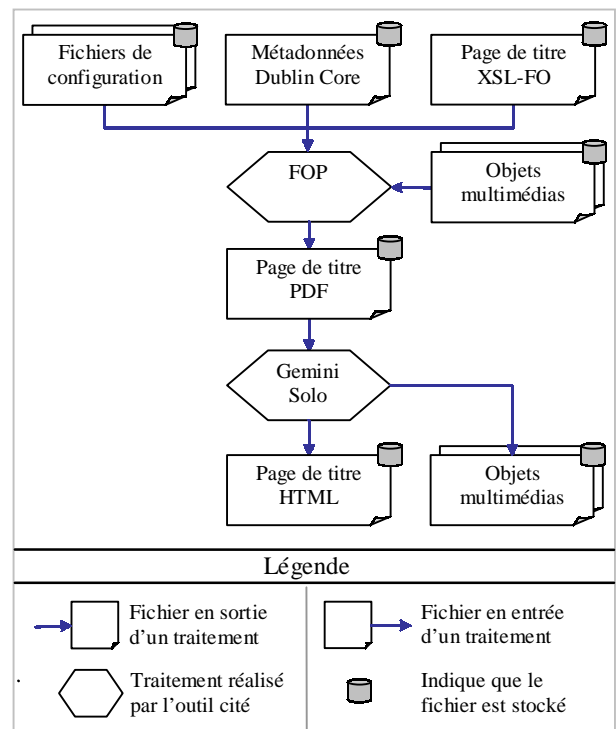 Fichiers de
configuration
Métadonnées
Dublin Core
Page de titre
XSL-FO
FOP
Objets
multimédias
Page de titre
PDF
Gemini
Solo
Page de titre
HTML
Objets
multimédias
Légende
Fichier en sortie
d’un traitement
Fichier en entrée
d’un traitement
Traitement réalisé
par l’outil cité
Indique que le
fichier est stocké